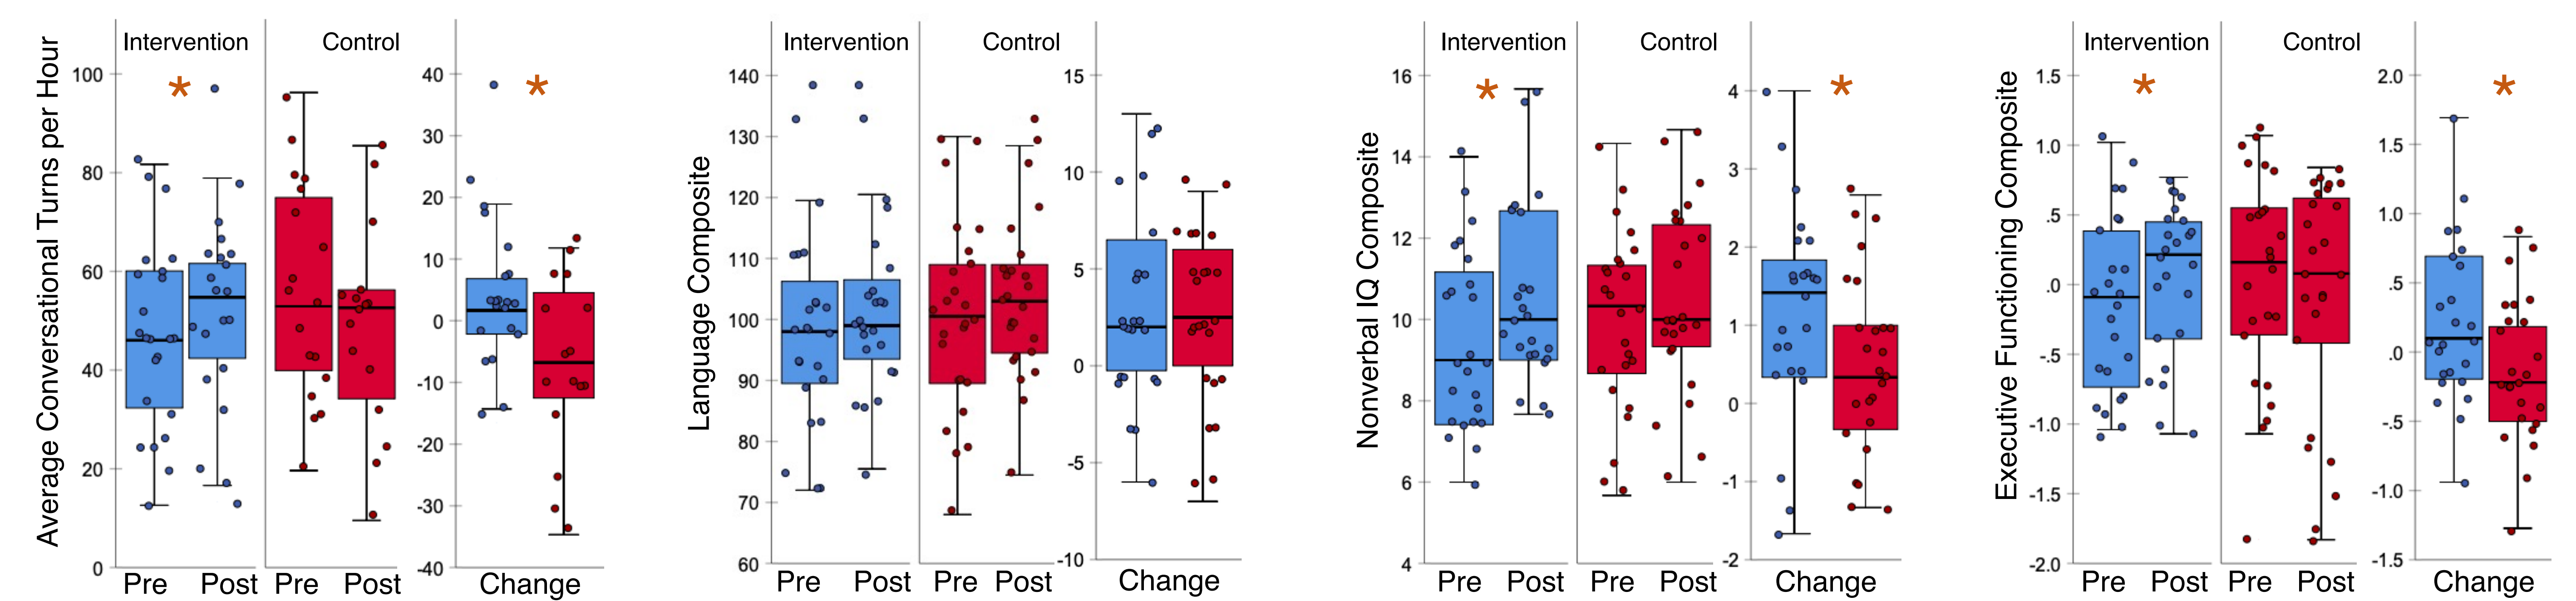 Average Conversational Turns per Hour
Intervention
Control
100
80
60
40
20
0
*
40
30
20
10
0
-10
-20
-30
-40
*
Pre
Post
Pre
Post
Change
Language Composite
Intervention
Control
140
130
120
110
100
90
80
70
60
15
10
5
0
-5
-10
Pre
Post
Pre
Post
Change
Nonverbal IQ Composite
Intervention
Control
16
14
12
10
8
6
4
*
4
3
2
1
0
-1
-2
*
Pre
Post
Pre
Post
Change
Executive Functioning Composite
Intervention
Control
1.5
1.0
.5
.0
-.5
-1.0
-1.5
-2.0
*
2.0
1.5
1.0
.5
.0
-.5
-1.0
-1.5
*
Pre
Post
Pre
Post
Change